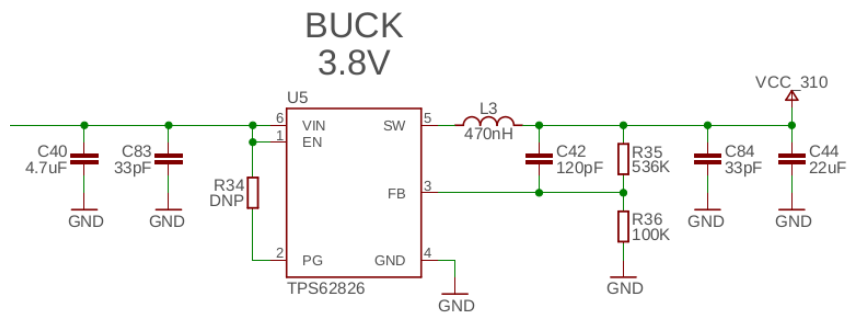 BUCK
3.8V
VCC_310
U5
L3
6
VIN
SW
5
1
EN
470nH
C40
4.7uF
C83
33pF
C42
120pF
R35
536K
C84
33pF
C44
22uF
R34
DNP
FB
3
GND
GND
R36
100K
GND
GND
2
PG
GND
4
TPS62826
GND
GND